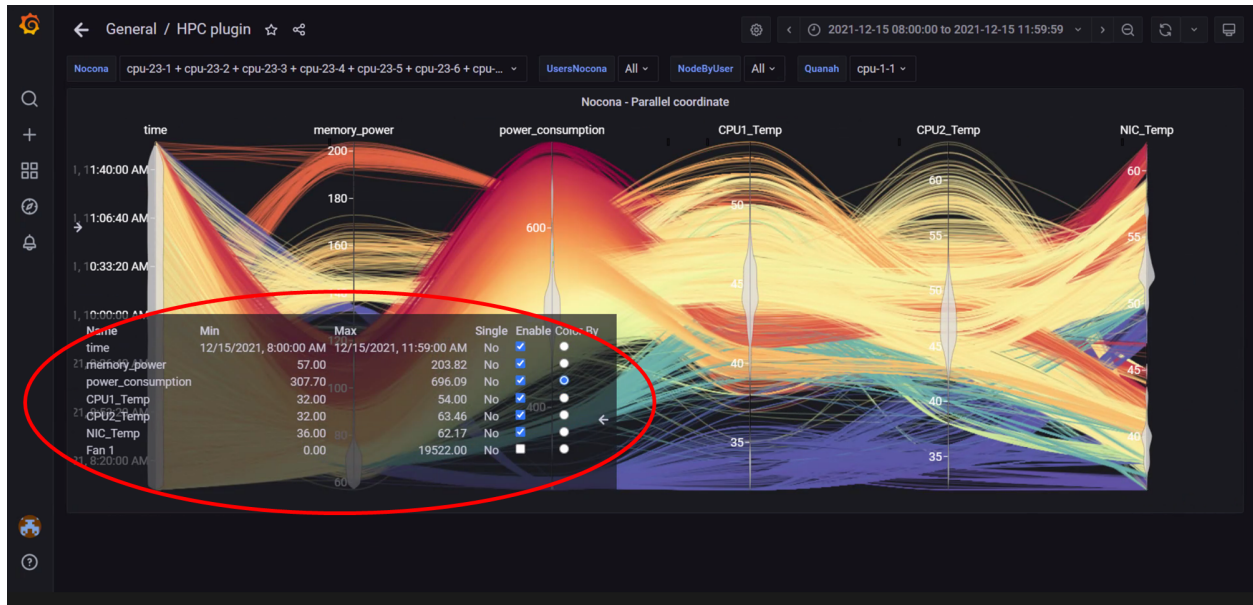 General / HPC plugin
2021-12-15 08:00:00 to 2021-12-15 11:59:59
Nocona cpu-23-1 + cpu-23-2 + cpu-23-3 + cpu-23-4 + cpu-23-5 + cpu-23-6 + cpu-... UsersNocona All NodeByUser All Quanah cpu-1-1
Nocona - Parallel coordinate
time memory_power power_consumption CPU1_Temp CPU2_Temp NIC_Temp
200
1, 11:40:00 AM 60 60
180
50
1, 11:06:40 AM 600 55 55
160
1, 10:33:20 AM
45 50 50
1, 10:00:00 AM
Name Min Max Single Enable Color By
time 12/15/2021, 8:00:00 AM 12/15/2021, 11:59:00 AM No
120
45
memory_power 57.00 203.82 No
40 45
power_consumption 307.70 696.09 No
100
CPU1_Temp 32.00 54.00 No
400 40
CPU2_Temp 32.00 63.46 No
NIC_Temp 36.00 62.17 No
80 40
35
Fan 1 0.00 19522.00 No
35
21, 8:20:00 AM
60